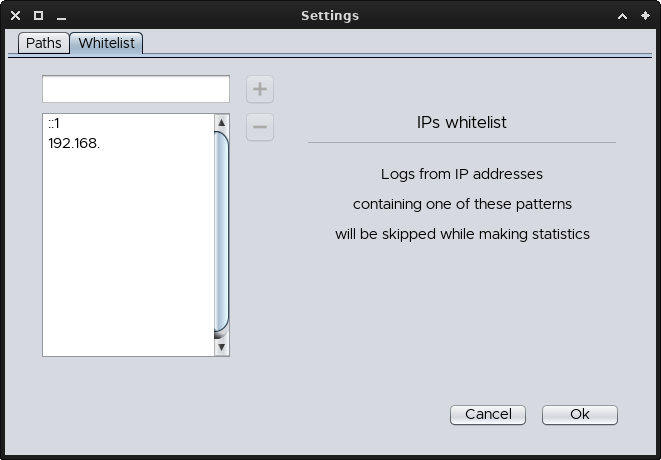 Settings
Paths
Whitelist
+
::1
−
192.168.
IPs whitelist
Logs from IP addresses
containing one of these patterns
will be skipped while making statistics
Cancel
Ok